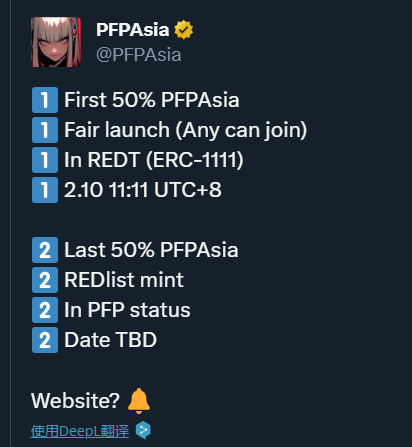 PFPAsia
@PFPAsia
1 First 50% PFPAsia
1 Fair launch (Any can join)
1 In REDT (ERC-1111)
1 2.10 11:11 UTC+8
2 Last 50% PFPAsia
2 REDlist mint
2 In PFP status
2 Date TBD
Website? 🔔
使用DeepL翻译